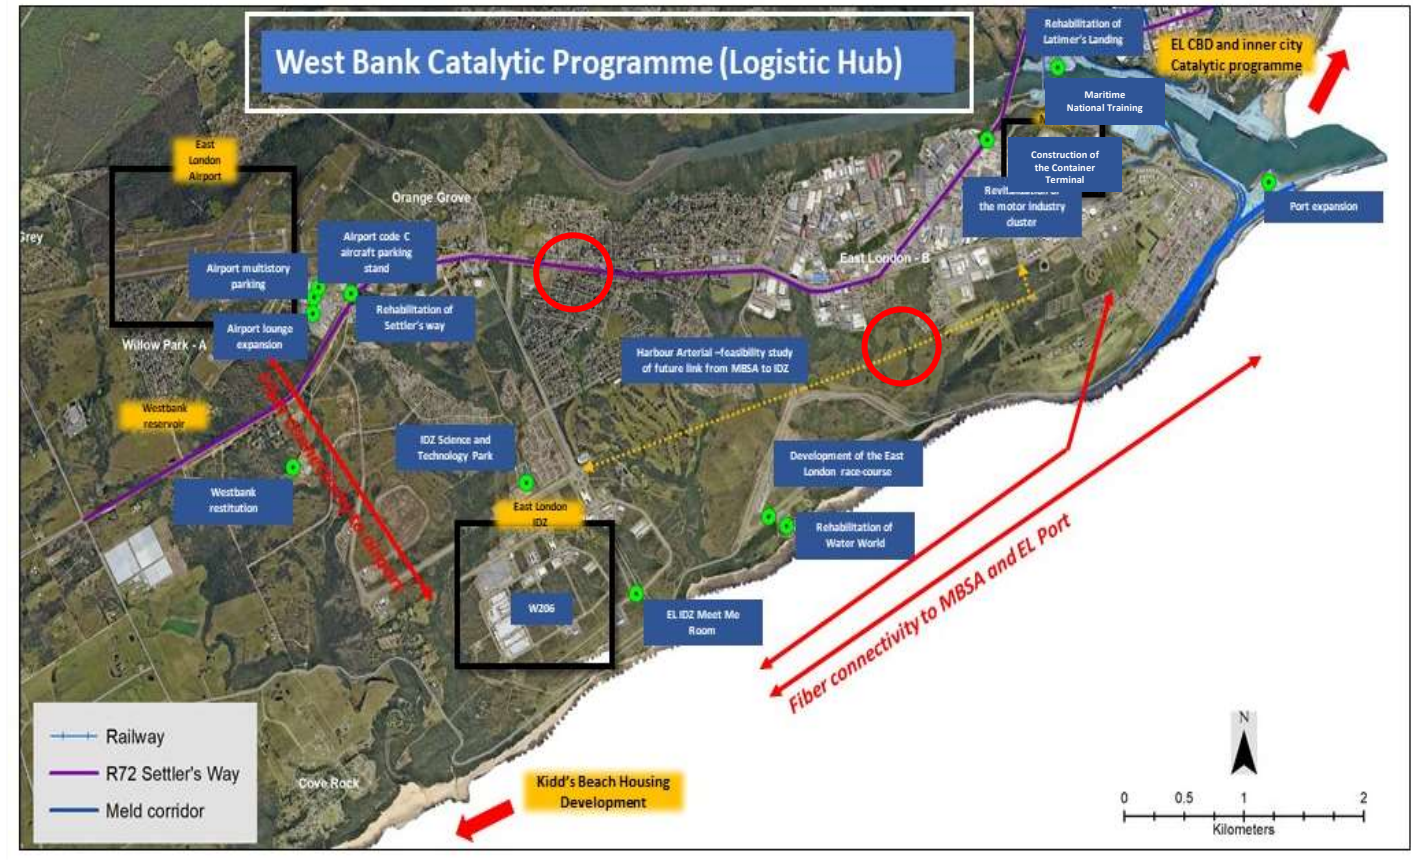 West Bank Catalytic Programme (Logistic Hub)
Rehabilitation of
Latimer's Landing
EL CBD and inner city
Catalytic programme
Maritime
National Training
N
Construction of
the Container
Terminal
Revitalization of
the motor industry
cluster
Port expansion
East
London
Airport
Orange Grove
Grey
Airport code C
aircraft parking
stand
Airport multistory
parking
Rehabilitation of
Settler's way
Airport lounge
expansion
Willow Park - A
East London - B
Harbour Arterial –feasibility study
of future link from MBSA to IDZ
Westbank
reservoir
IDZ Science and
Technology Park
Development of the East
London race-course
Westbank
restitution
East London
IDZ
Rehabilitation of
Water World
W206
EL IDZ Meet Me
Room
Fiber connectivity to MBSA and EL Port
Railway
R72 Settler's Way
Meld corridor
Cove Rock
Kidd's Beach Housing
Development
N
0 0.5 1 2
Kilometers